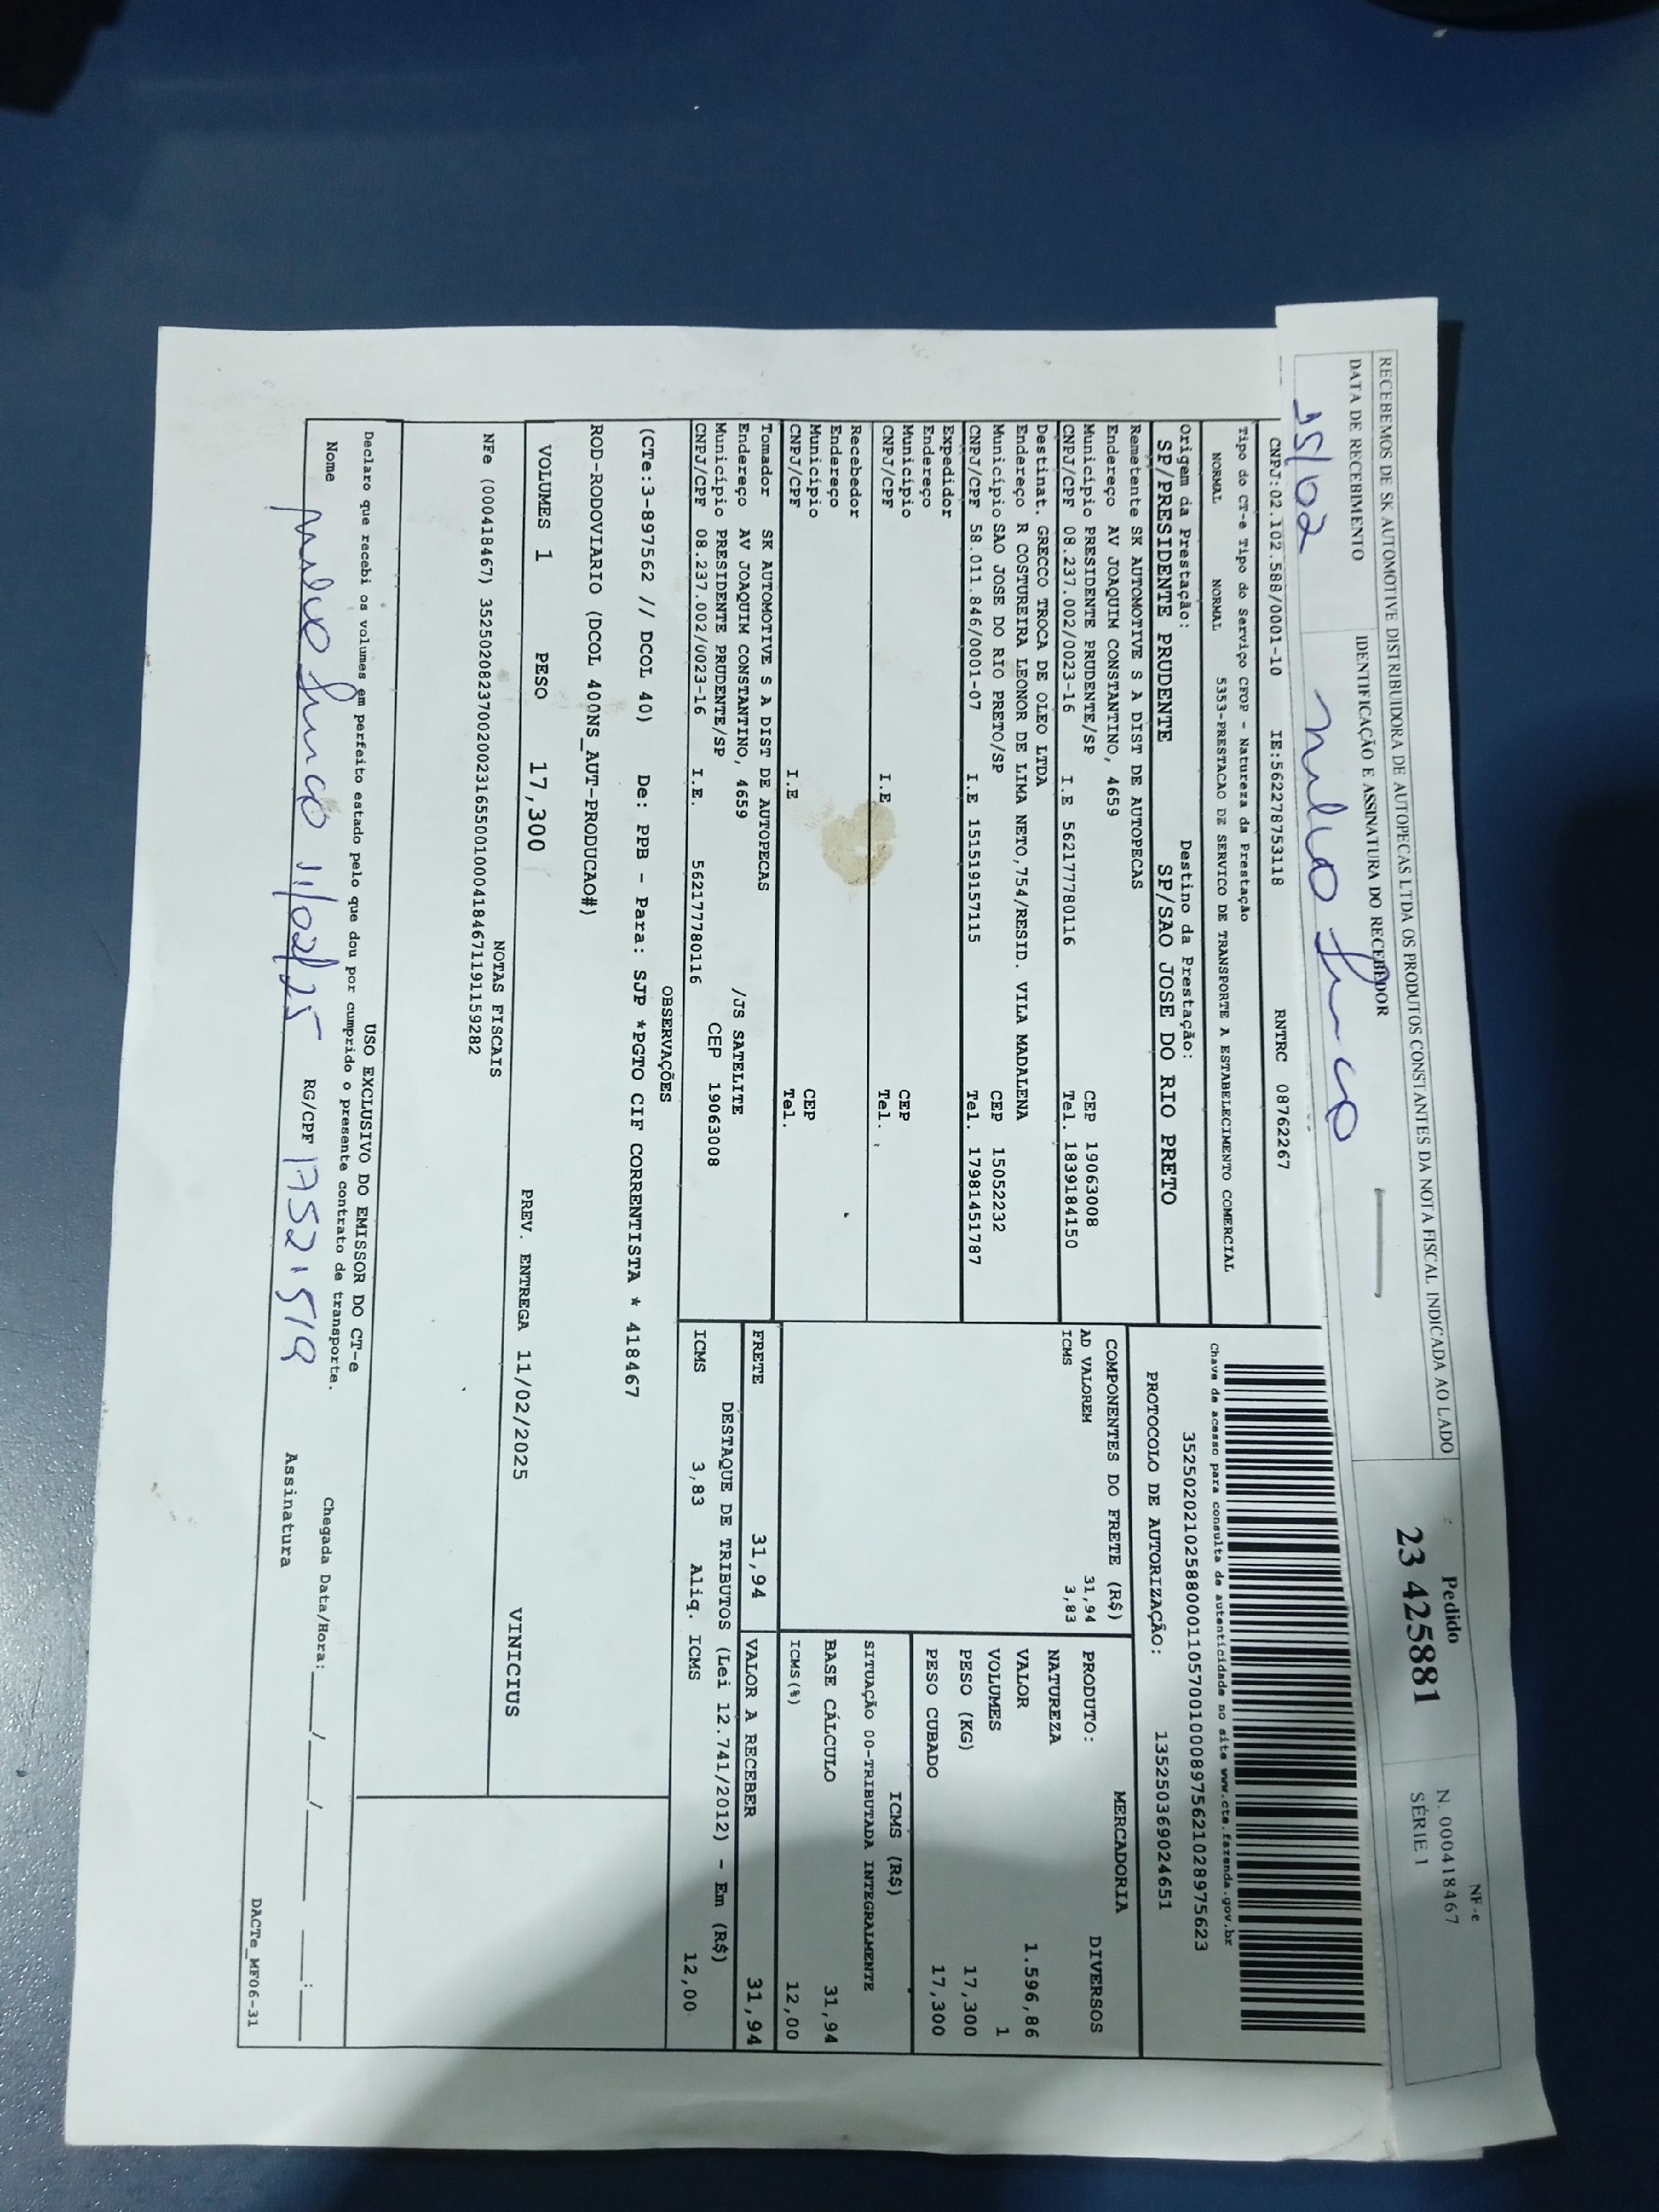 RECEBEMOS DE SK AUTOMOTIVE DISTRIBUIDORA DE AUTOPECAS LTDA OS PRODUTOS CONSTANTES DA NOTA FISCAL INDICADA AO LADO
DATA DE RECEBIMENTO
IDENTIFICAÇÃO E ASSINATURA DO RECEBEDOR
Pedido
23 425881
NF-e
N. 000418467
SÉRIE 1
CNPJ:02.102.588/0001-10 IE:562278753118 RNTRC 08762267
Tipo do CT-e Tipo do Serviço CFOP - Natureza da Prestação
NORMAL NORMAL 5353-PRESTACAO DE SERVICO DE TRANSPORTE A ESTABELECIMENTO COMERCIAL
Chave de acesso para consulta de autenticidade no site www.cte.fazenda.gov.br
35250202102588000110570010008975621028975623
PROTOCOLO DE AUTORIZAÇÃO: 135250369024651
Origem da Prestação: Destino da Prestação:
SP/PRESIDENTE PRUDENTE SP/SAO JOSE DO RIO PRETO
Remetente SK AUTOMOTIVE S A DIST DE AUTOPECAS
Endereço AV JOAQUIM CONSTANTINO, 4659
Município PRESIDENTE PRUDENTE/SP CEP 19063008
CNPJ/CPF 08.237.002/0023-16 I.E 562177780116 Tel. 1839184150
Destinat. GRECCO TROCA DE OLEO LTDA
Endereço R COSTUREIRA LEONOR DE LIMA NETO,754/RESID. VILA MADALENA
Município SAO JOSE DO RIO PRETO/SP CEP 15052232
CNPJ/CPF 58.011.846/0001-07 I.E 151519157115 Tel. 17981451787
Expedidor
Endereço
Município CEP
CNPJ/CPF I.E Tel.
Recebedor
Endereço
Município CEP
CNPJ/CPF I.E Tel.
Tomador SK AUTOMOTIVE S A DIST DE AUTOPECAS
Endereço AV JOAQUIM CONSTANTINO, 4659 /JS SATELITE
Município PRESIDENTE PRUDENTE/SP CEP 19063008
CNPJ/CPF 08.237.002/0023-16 I.E. 562177780116
COMPONENTES DO FRETE (R$)
AD VALOREM 31,94
ICMS 3,83
MERCADORIA
PRODUTO: DIVERSOS
NATUREZA
VALOR 1.596,86
VOLUMES 1
PESO (KG) 17,300
PESO CUBADO 17,300
ICMS (R$)
SITUAÇÃO 00-TRIBUTADA INTEGRALMENTE
BASE CÁLCULO 31,94
ICMS(%) 12,00
FRETE 31,94 VALOR A RECEBER 31,94
DESTAQUE DE TRIBUTOS (Lei 12.741/2012) - Em (R$)
ICMS 3,83 Aliq. ICMS 12,00
OBSERVAÇÕES
(CTe:3-897562 // DCOL 40) De: PPB - Para: SJP *PGTO CIF CORRENTISTA * 418467
ROD-RODOVIARIO (DCOL 400NS_AUT-PRODUCAO#)
VOLUMES 1 PESO 17,300 PREV. ENTREGA 11/02/2025 VINICIUS
NOTAS FISCAIS
NFe (000418467) 35250208237002002316550010004184671191159282
USO EXCLUSIVO DO EMISSOR DO CT-e
Declaro que recebi os volumes em perfeito estado pelo que dou por cumprido o presente contrato de transporte.
Chegada Data/Hora: ___/___/____ ___:___
Nome 11/02/25 RG/CPF Assinatura
DACTe_MF06-31